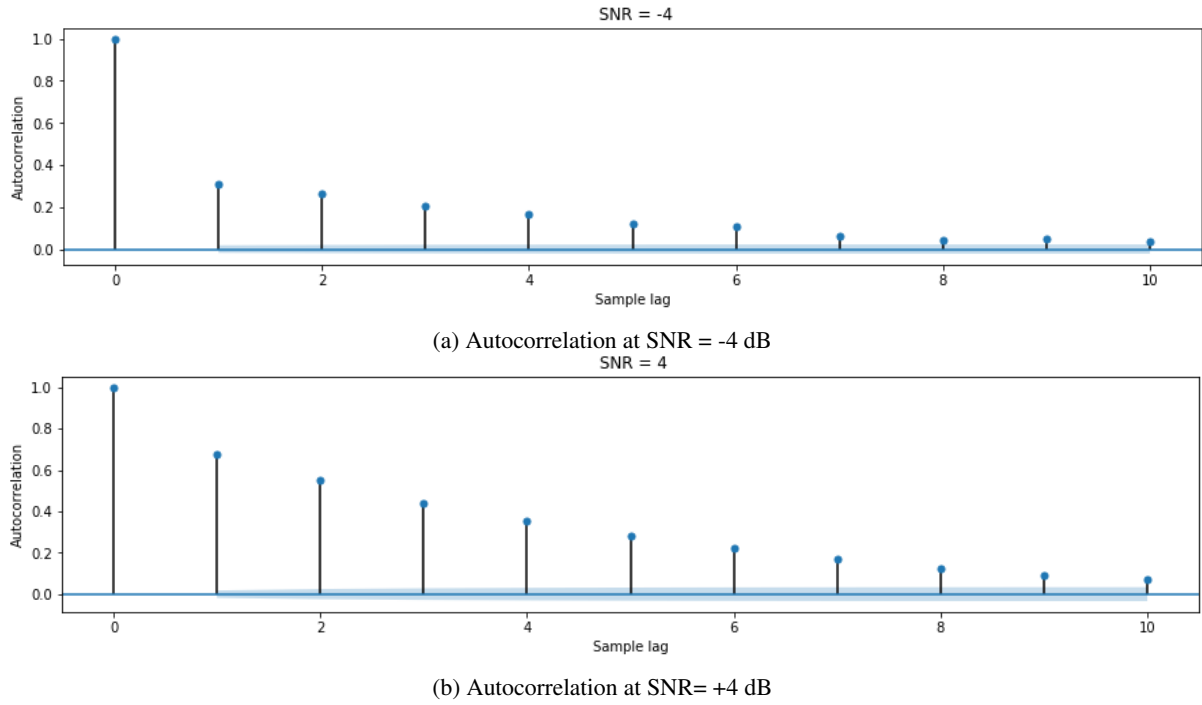 SNR = -4
1.0
0.8
0.6
0.4
0.2
0.0
Autocorrelation
0 2 4 6 8 10
Sample lag
(a) Autocorrelation at SNR = -4 dB
SNR = 4
1.0
0.8
0.6
0.4
0.2
0.0
Autocorrelation
0 2 4 6 8 10
Sample lag
(b) Autocorrelation at SNR= +4 dB